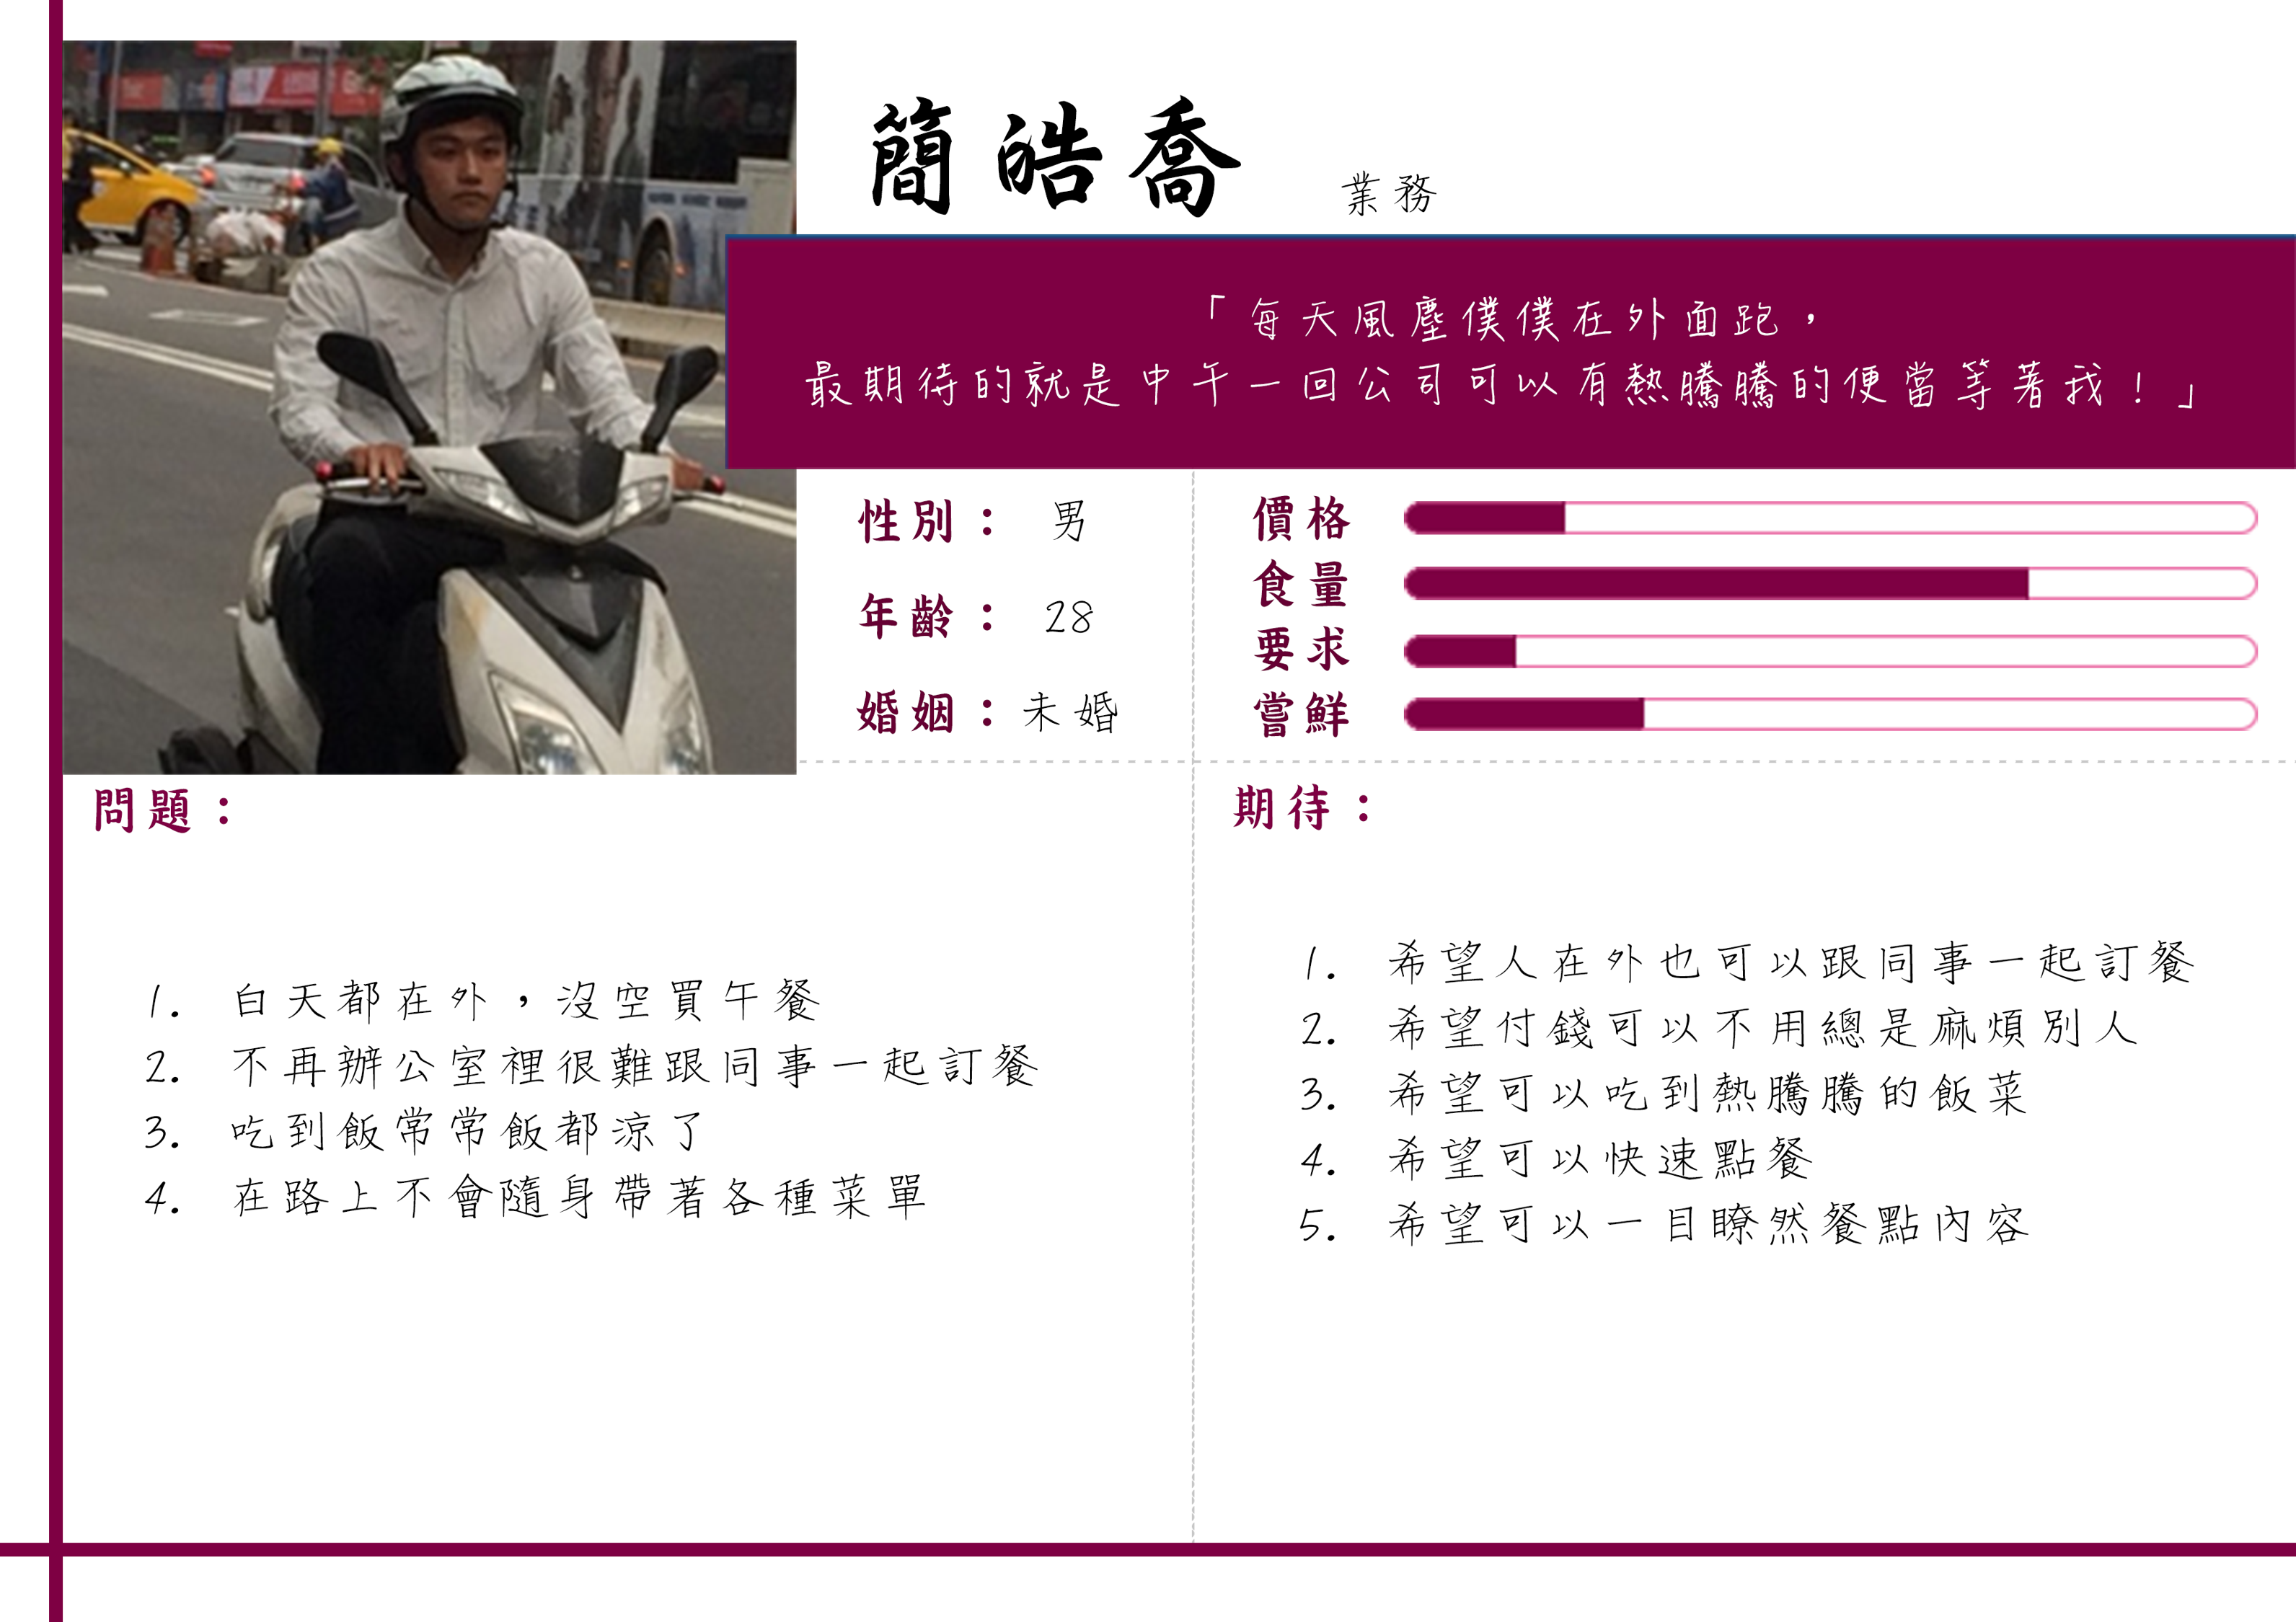 簡皓喬 業務
「每天風塵僕僕在外面跑，
最期待的就是中午一回公司可以有熱騰騰的便當等著我！」
性別： 男
年齡： 28
婚姻：未婚
價格
食量
要求
嘗鮮
問題：
1. 白天都在外，沒空買午餐
2. 不再辦公室裡很難跟同事一起訂餐
3. 吃到飯常常飯都涼了
4. 在路上不會隨身帶著各種菜單
期待：
1. 希望人在外也可以跟同事一起訂餐
2. 希望付錢可以不用總是麻煩別人
3. 希望可以吃到熱騰騰的飯菜
4. 希望可以快速點餐
5. 希望可以一目瞭然餐點內容